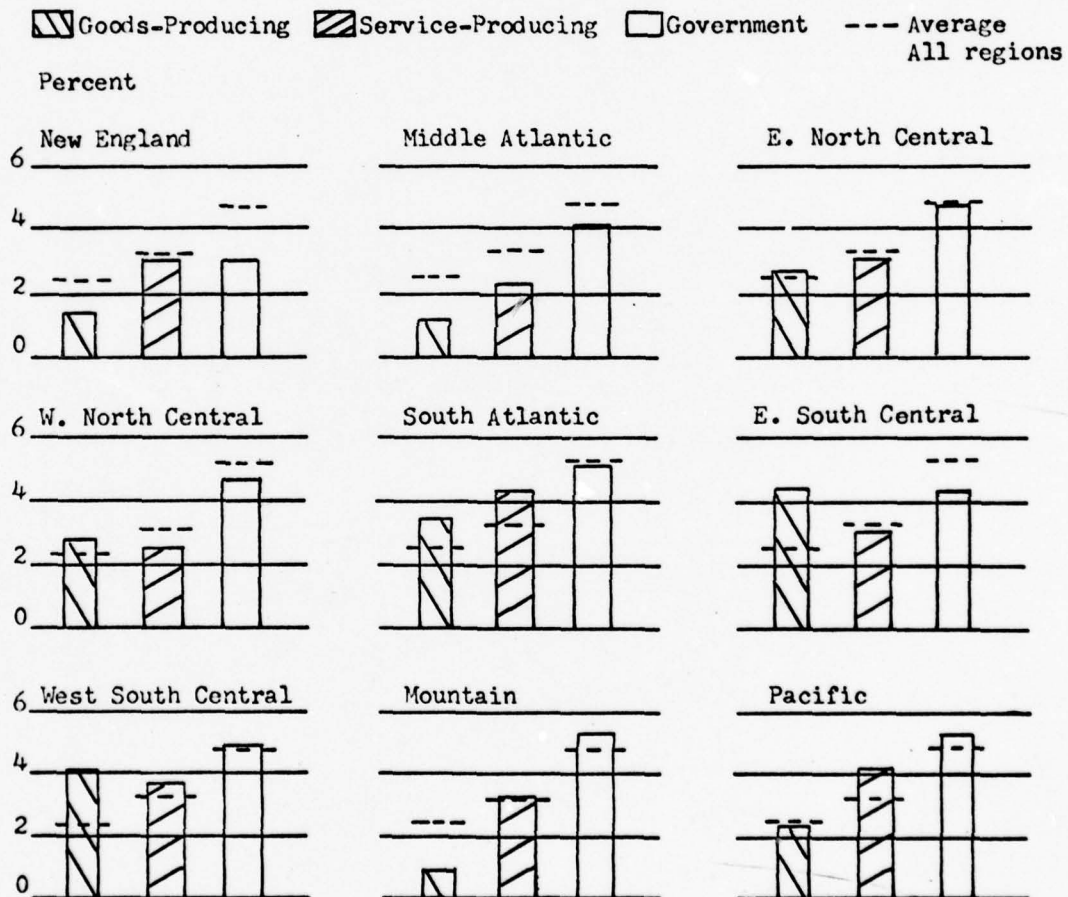 Goods-Producing Service-Producing Government --- Average
All regions
Percent
New England Middle Atlantic E. North Central
6
4
2
0
W. North Central South Atlantic E. South Central
6
4
2
0
West South Central Mountain Pacific
6
4
2
0